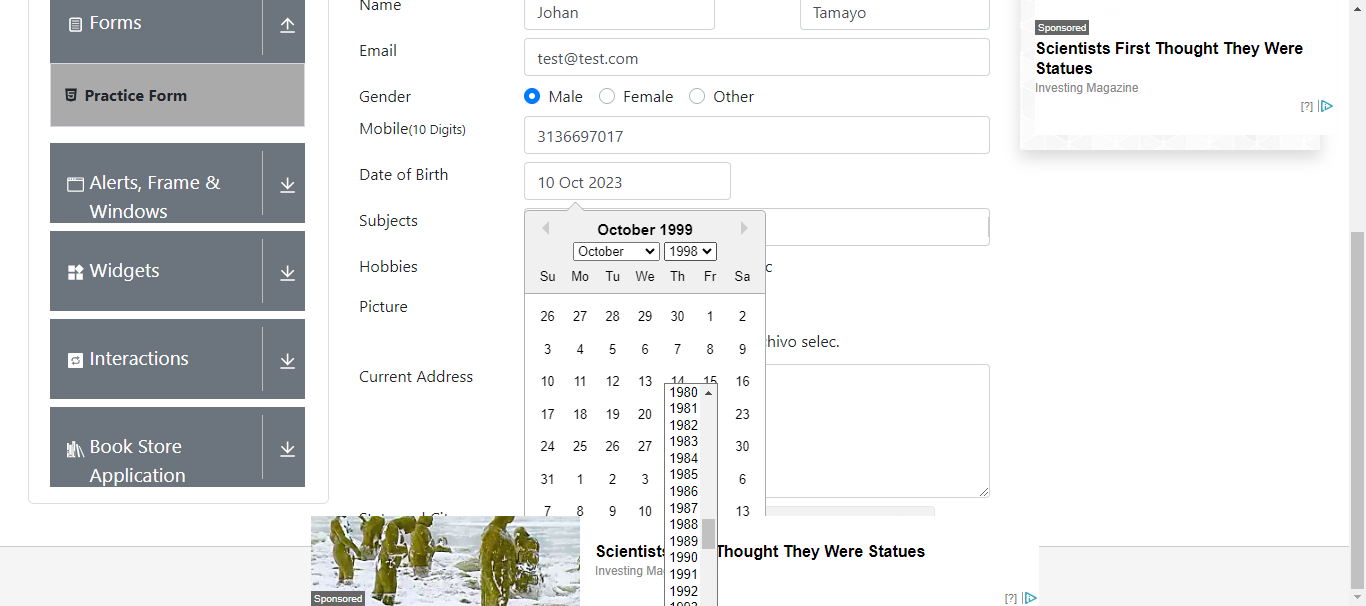 Forms
Practice Form
Alerts, Frame &
Windows
Widgets
Interactions
Book Store
Application
Name
Johan
Tamayo
Email
test@test.com
Gender
Male
Female
Other
Mobile(10 Digits)
3136697017
Date of Birth
10 Oct 2023
Subjects
Hobbies
Picture
chivo selec.
Current Address
October 1999
October
1998
Su Mo Tu We Th Fr Sa
26 27 28 29 30 1 2
3 4 5 6 7 8 9
10 11 12 13 14 15 16
17 18 19 20 23
24 25 26 27 30
31 1 2 3 6
7 8 9 10 13
1980
1981
1982
1983
1984
1985
1986
1987
1988
1989
1990
1991
1992
Sponsored
Scientists First Thought They Were
Statues
Investing Magazine
[?]
Scientists Thought They Were Statues
Investing Ma
Sponsored
[?]